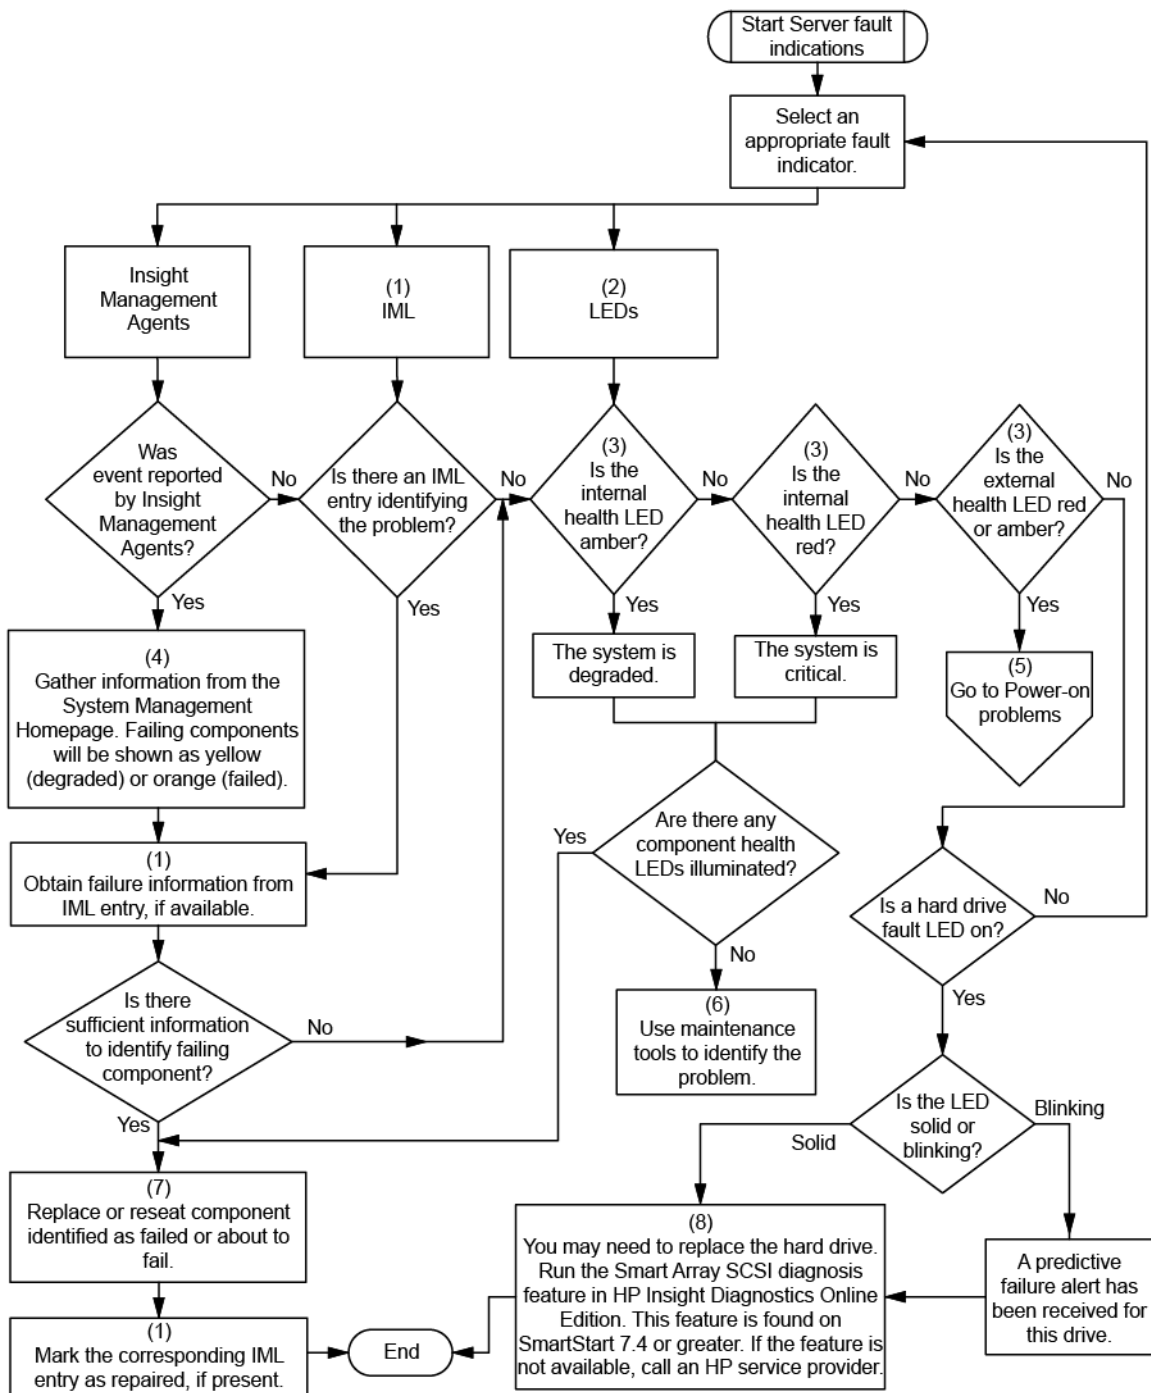 Start Server fault
indications
Select an
appropriate fault
indicator.
Insight
Management
Agents
(1)
IML
(2)
LEDs
Was
event reported
by Insight
Management
Agents?
No
Is there an IML
entry identifying
the problem?
No
(3)
Is the
internal
health LED
amber?
No
(3)
Is the
internal
health LED
red?
No
(3)
Is the
external
health LED red
or amber?
No
Yes
Yes
Yes
Yes
Yes
(4)
Gather information from the
System Management
Homepage. Failing components
will be shown as yellow
(degraded) or orange (failed).
The system is
degraded.
The system is
critical.
(5)
Go to Power-on
problems
(1)
Obtain failure information from
IML entry, if available.
Yes
Are there any
component health
LEDs illuminated?
No
Is a hard drive
fault LED on?
No
Yes
Is there
sufficient information
to identify failing
component?
No
Yes
(6)
Use maintenance
tools to identify the
problem.
Is the LED
solid or
blinking?
Blinking
Solid
(7)
Replace or reseat component
identified as failed or about to
fail.
(8)
You may need to replace the hard drive.
Run the Smart Array SCSI diagnosis
feature in HP Insight Diagnostics Online
Edition. This feature is found on
SmartStart 7.4 or greater. If the feature is
not available, call an HP service provider.
A predictive
failure alert has
been received for
this drive.
(1)
Mark the corresponding IML
entry as repaired, if present.
End